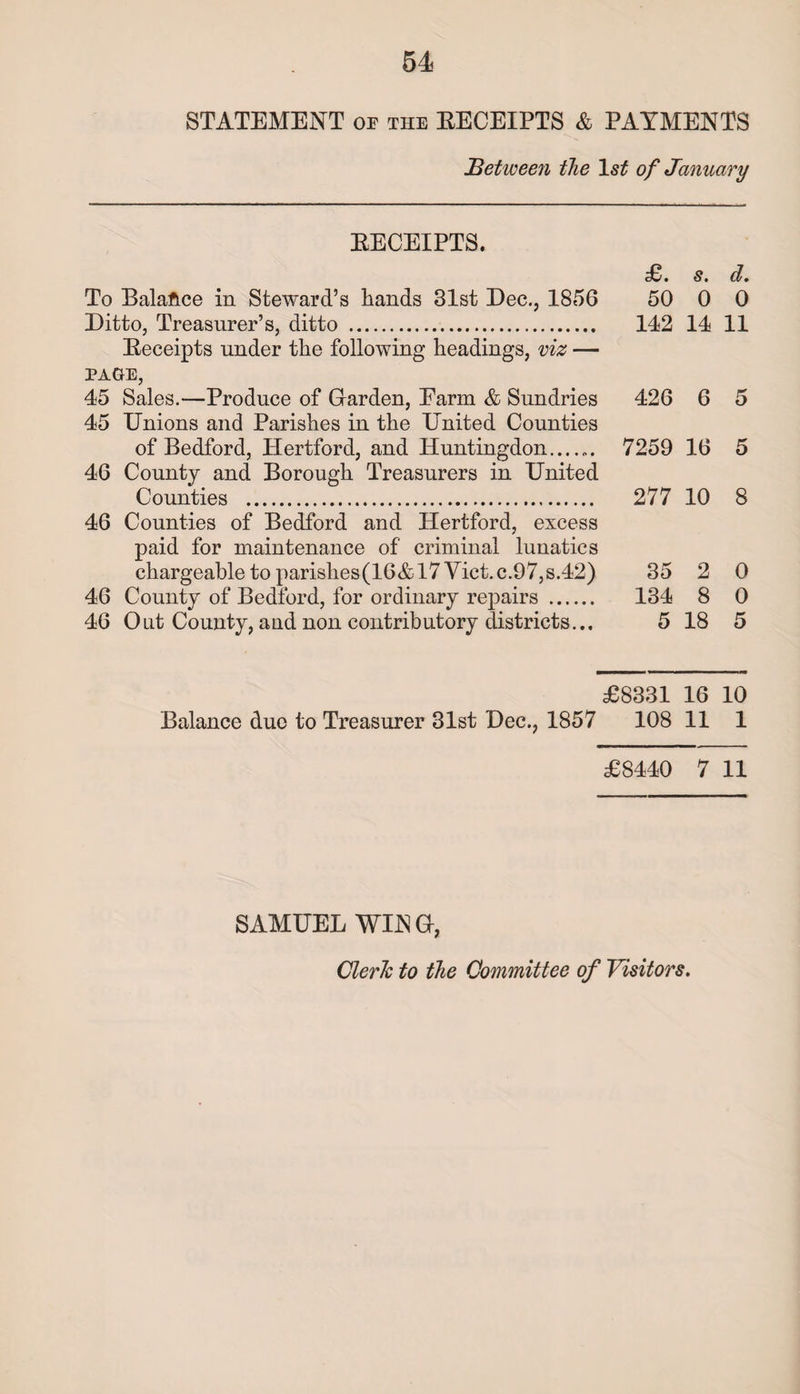 54
STATEMENT OF THE RECEIPTS & PAYMENTS
Between the 1st of January
RECEIPTS.
£. s. d.
To Balance in Steward's hands 31st Dec., 1856 50 0 0
Ditto, Treasurer's, ditto ....................................... 142 14 11
Receipts under the following headings, viz —
PAGE,
45 Sales.—Produce of Garden, Farm & Sundries 426 6 5
45 Unions and Parishes in the United Counties
of Bedford, Hertford, and Huntingdon...... 7259 16 5
46 County and Borough Treasurers in United
Counties ....................................................... 277 10 8
46 Counties of Bedford and Hertford, excess
paid for maintenance of criminal lunatics
chargeable to parishes(16&17 Vict. c.97, s.42) 35 2 0
46 County of Bedford, for ordinary repairs ...... 134 8 0
46 Out County, and non contributory districts... 5 18 5
£8331 16 10
Balance due to Treasurer 31st Dec., 1857 108 11 1
£8440 7 11
SAMUEL WING,
Clerk to the Committee of Visitors.